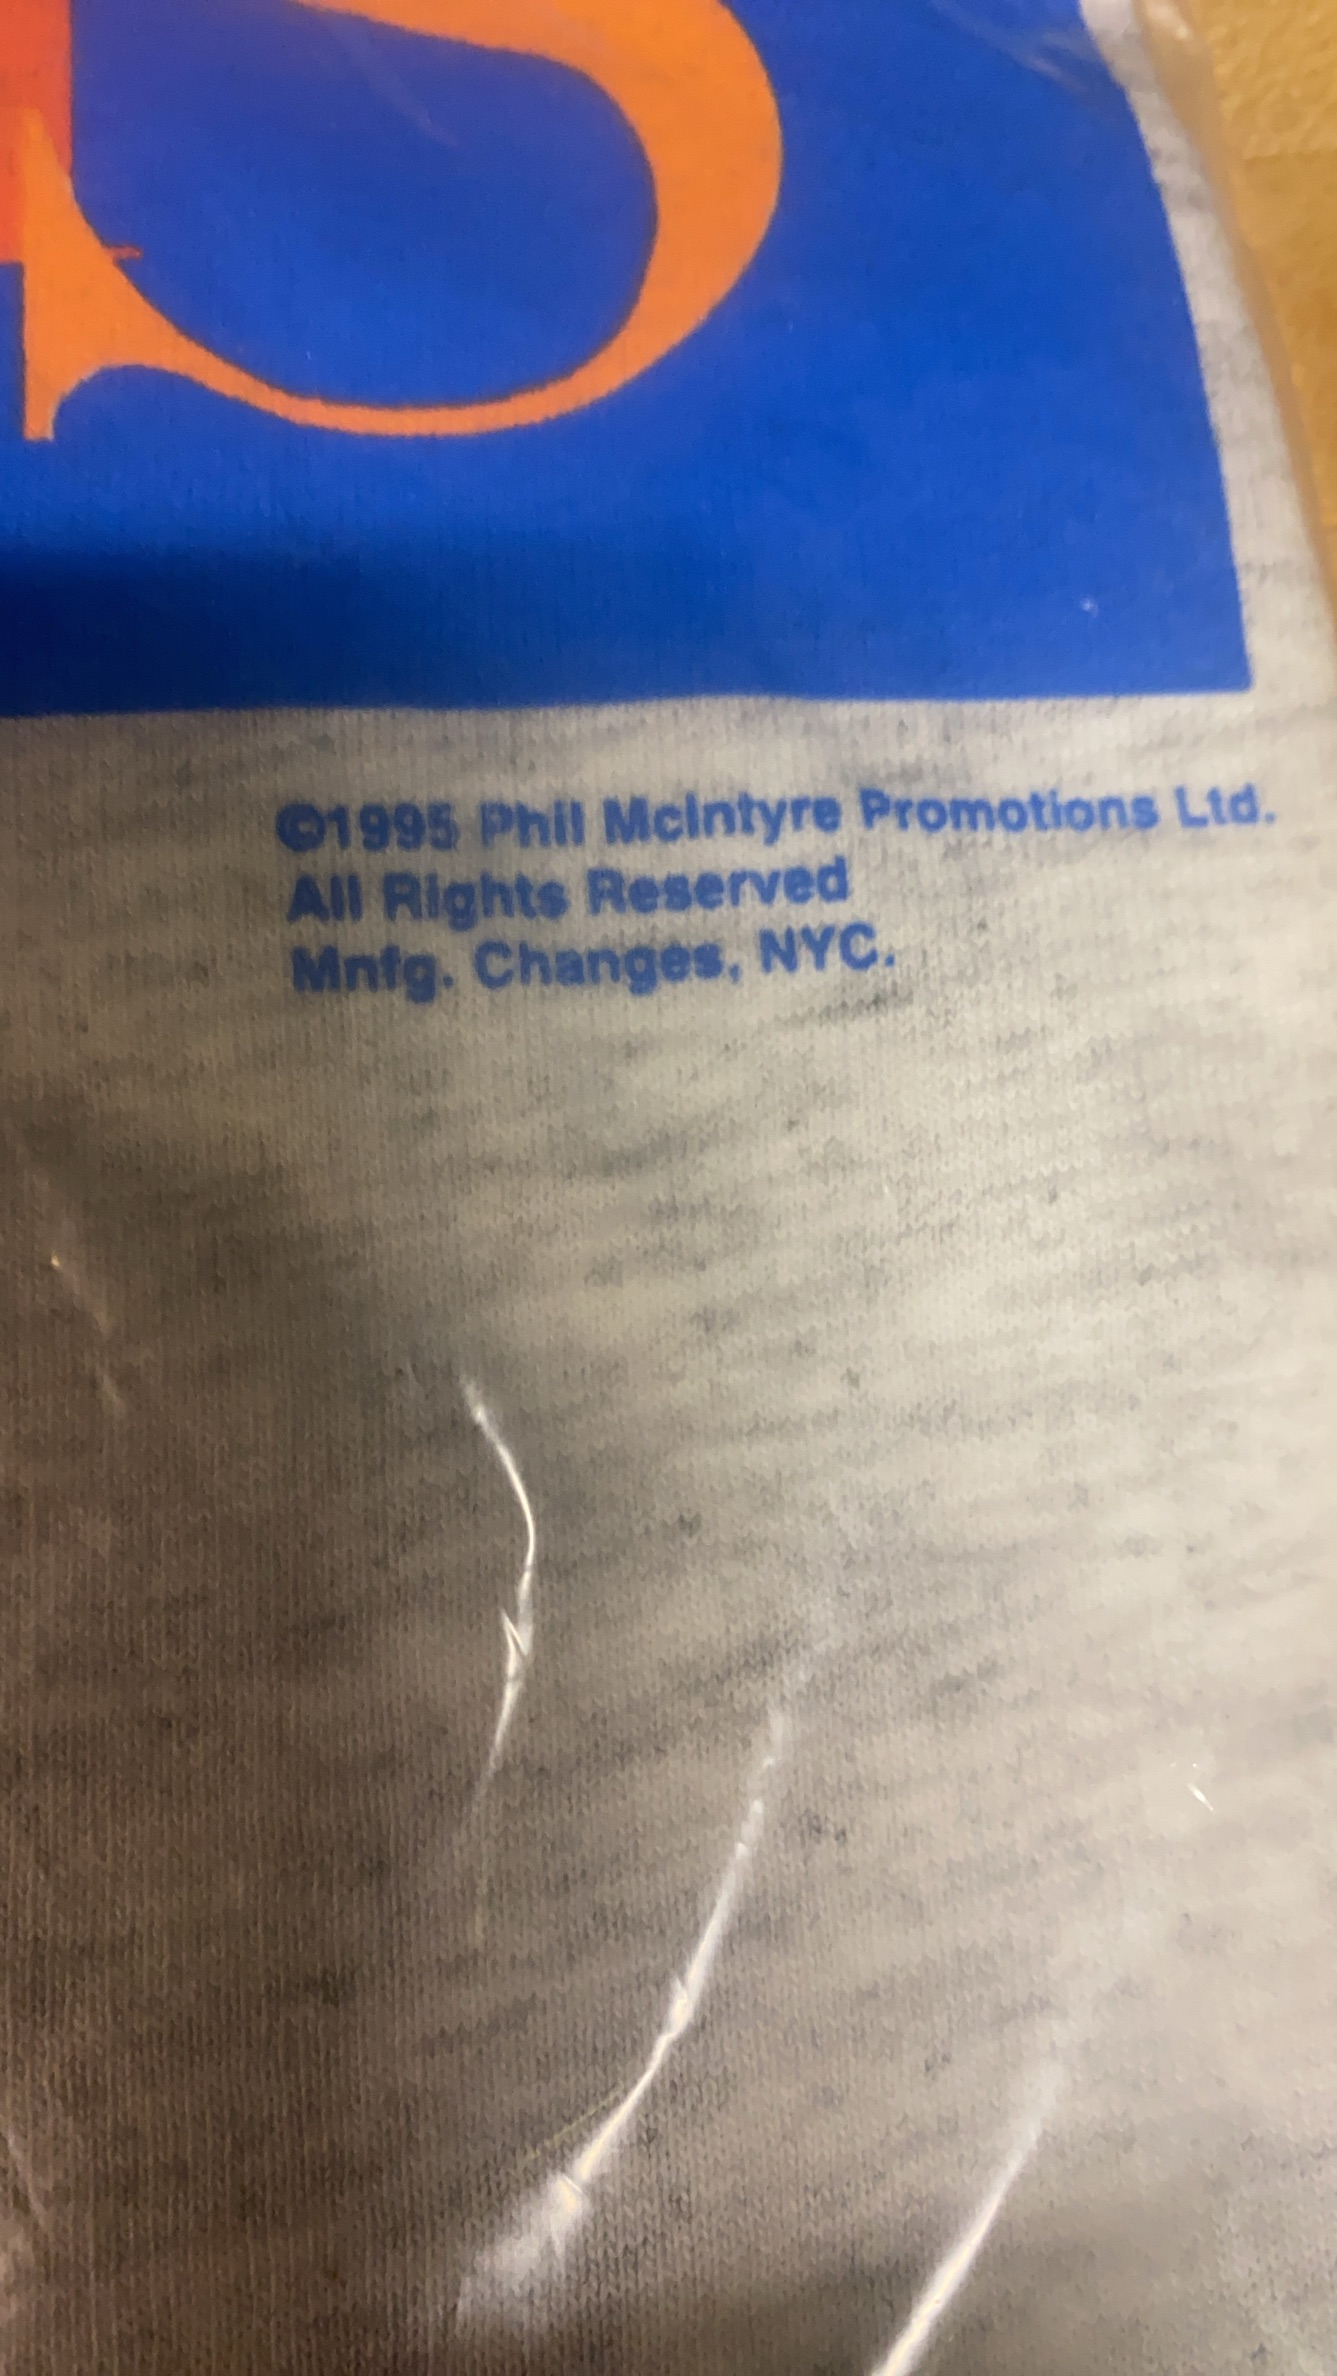 S
©1995 Phil McIntyre Promotions Ltd.
All Rights Reserved
Mnfg. Changes, NYC.